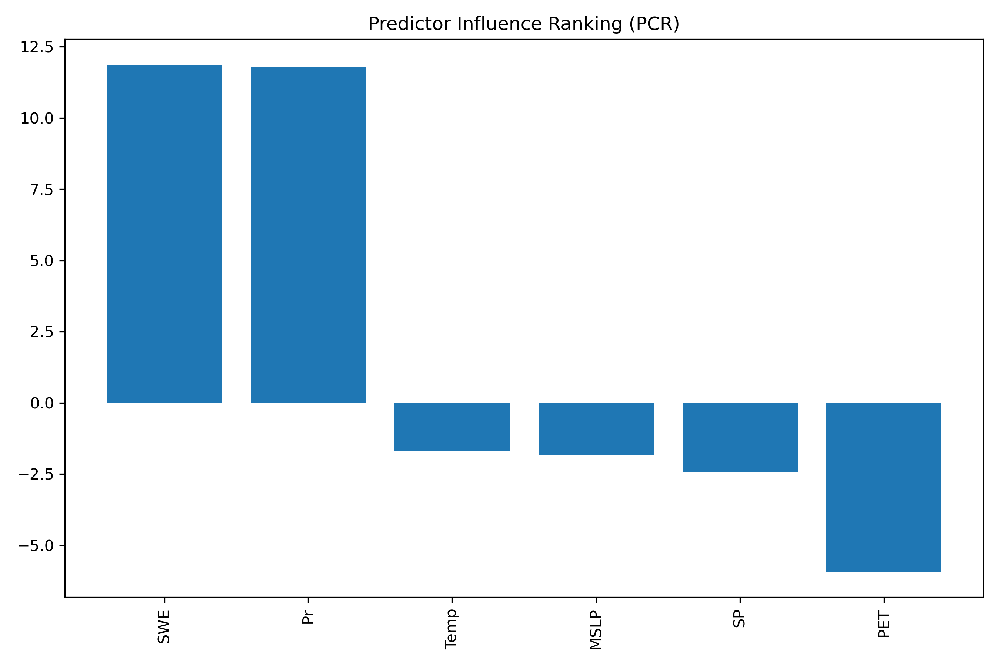 Predictor Influence Ranking (PCR)
12.5
10.0
7.5
5.0
2.5
0.0
−2.5
−5.0
SWE
Pr
Temp
MSLP
SP
PET